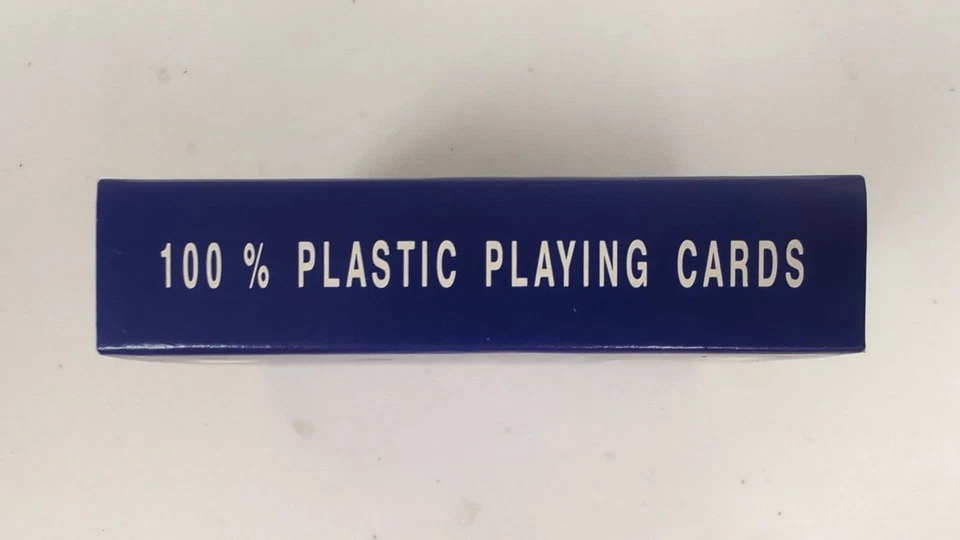 100 % PLASTIC PLAYING CARDS